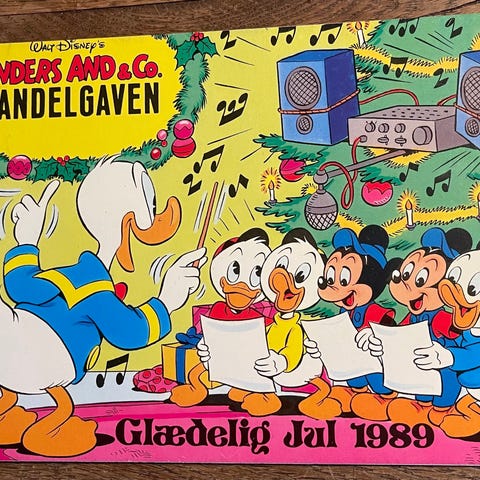 WALT DISNEY'S
NDERS AND & CO.
ANDELGAVEN
Glædelig Jul 1989